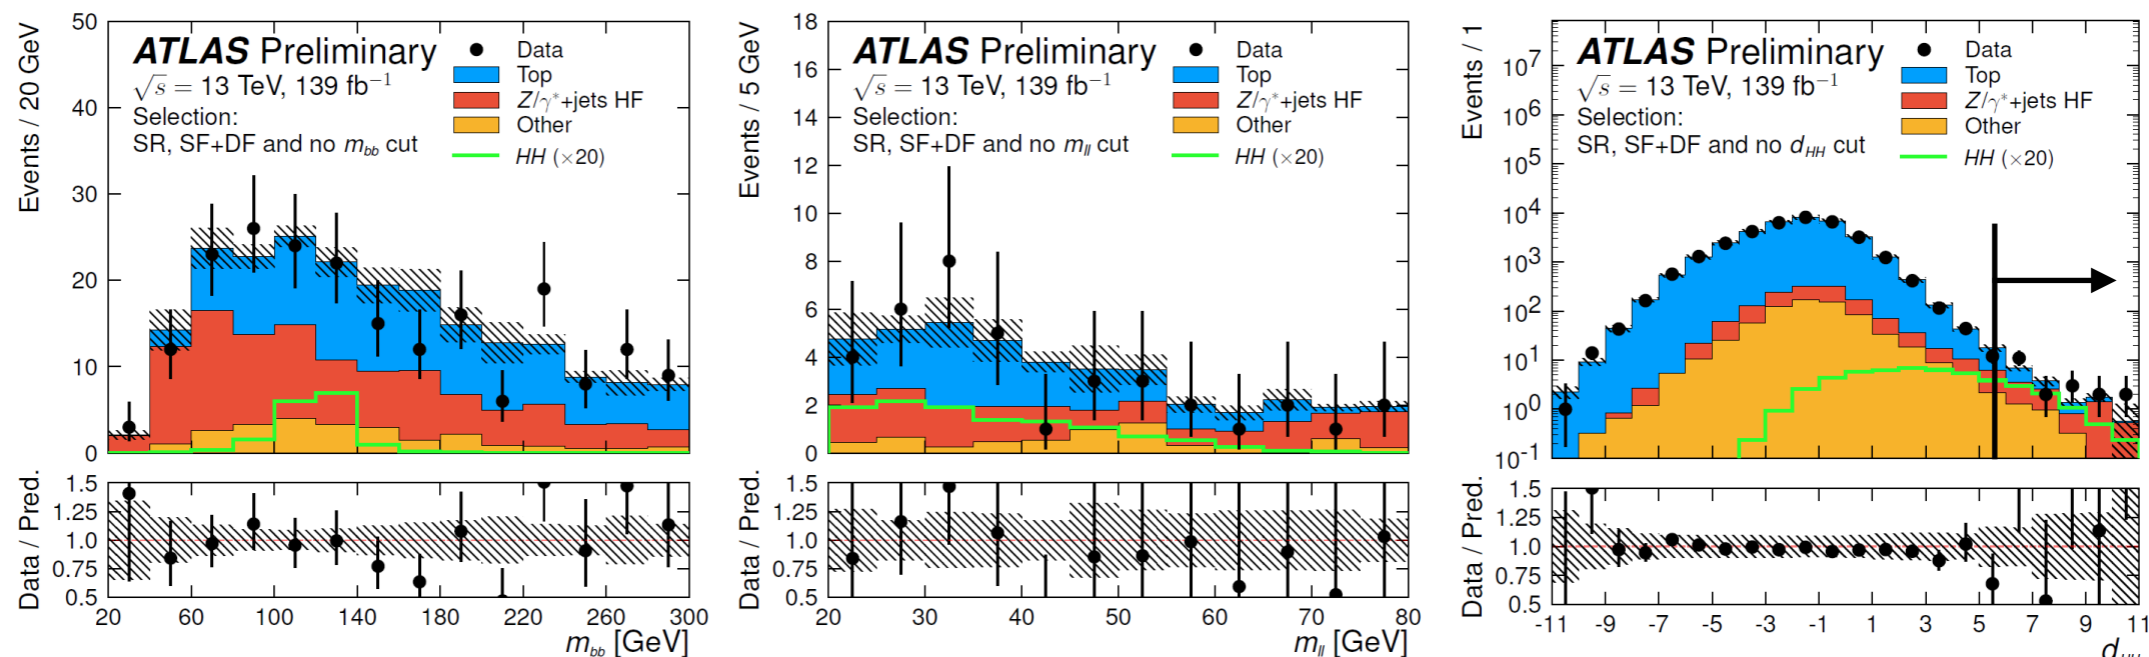 Events / 20 GeV
50
40
30
20
10
0
ATLAS Preliminary
√s = 13 TeV, 139 fb⁻¹
Selection:
SR, SF+DF and no m_bb cut
Data
Top
Z/γ*+jets HF
Other
HH (×20)
Data / Pred.
1.5
1.25
1.0
0.75
0.5
20 60 100 140 180 220 260 300
m_bb [GeV]
Events / 5 GeV
18
16
14
12
10
8
6
4
2
0
ATLAS Preliminary
√s = 13 TeV, 139 fb⁻¹
Selection:
SR, SF+DF and no m_ll cut
Data
Top
Z/γ*+jets HF
Other
HH (×20)
Data / Pred.
1.5
1.25
1.0
0.75
0.5
20 30 40 50 60 70 80
m_ll [GeV]
Events / 1
10⁷
10⁶
10⁵
10⁴
10³
10²
10¹
10⁰
10⁻¹
ATLAS Preliminary
√s = 13 TeV, 139 fb⁻¹
Selection:
SR, SF+DF and no d_HH cut
Data
Top
Z/γ*+jets HF
Other
HH (×20)
Data / Pred.
1.5
1.25
1.0
0.75
0.5
-11 -9 -7 -5 -3 -1 1 3 5 7 9 11
d_HH